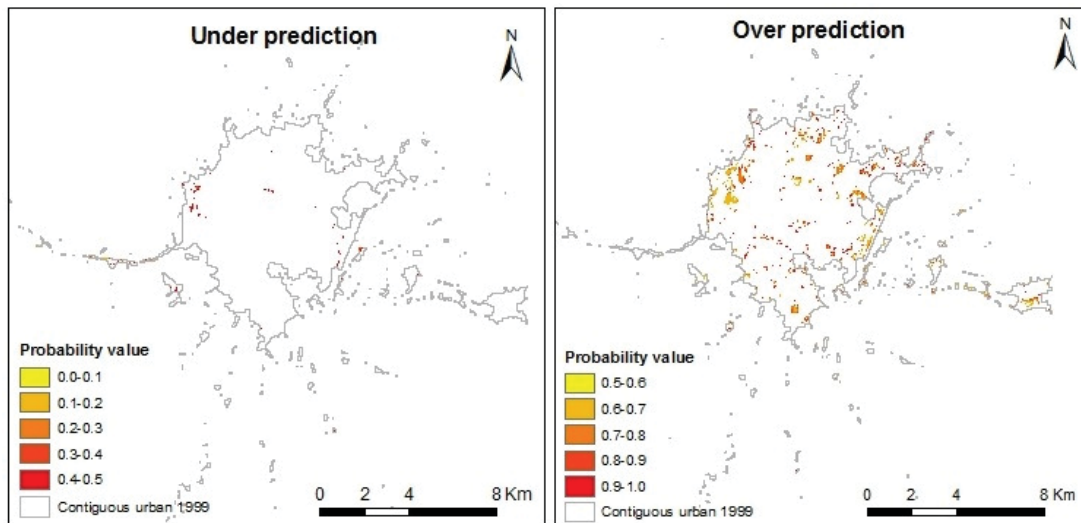 Under prediction
N
Probability value
0.0-0.1
0.1-0.2
0.2-0.3
0.3-0.4
0.4-0.5
Contiguous urban 1999
0 2 4 8 Km
Over prediction
N
Probability value
0.5-0.6
0.6-0.7
0.7-0.8
0.8-0.9
0.9-1.0
Contiguous urban 1999
0 2 4 8 Km